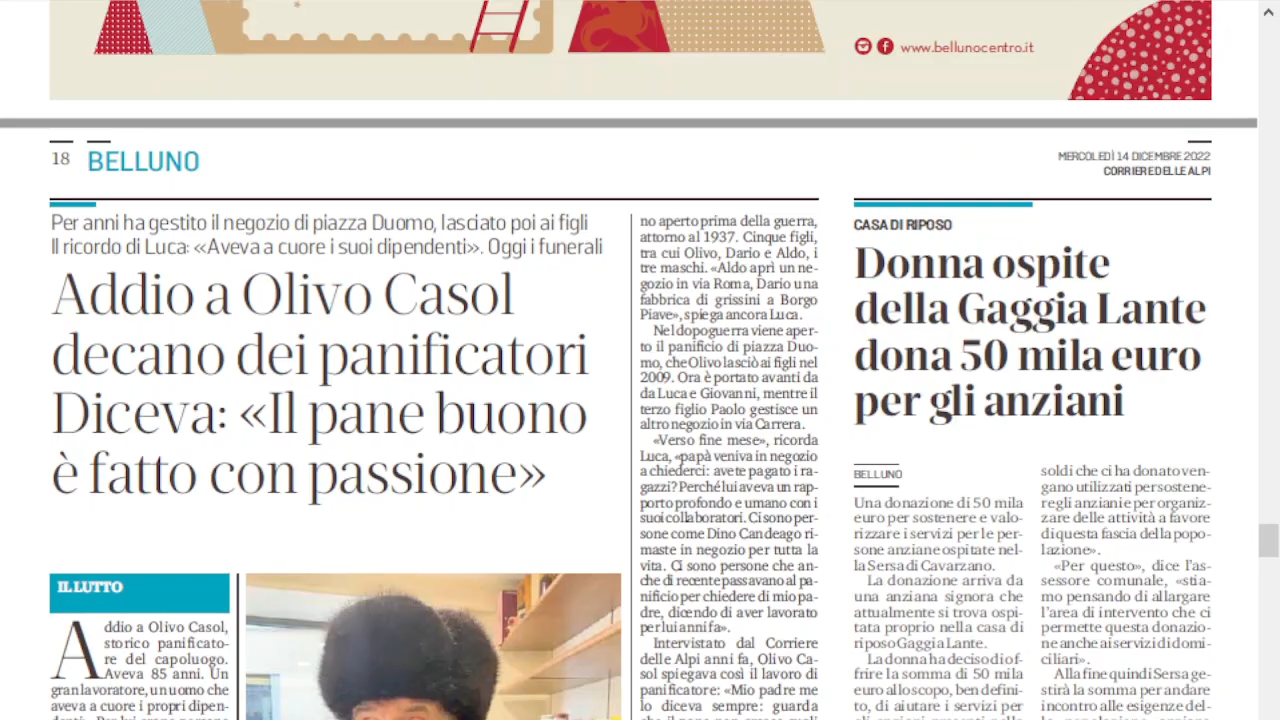 www.bellunocentro.it
18 BELLUNO
MERCOLEDÌ 14 DICEMBRE 2022
CORRIERE DELLE ALPI
Per anni ha gestito il negozio di piazza Duomo, lasciato poi ai figli
Il ricordo di Luca: «Aveva a cuore i suoi dipendenti». Oggi i funerali
Addio a Olivo Casol
decano dei panificatori
Diceva: «Il pane buono
è fatto con passione»
IL LUTTO
Addio a Olivo Casol,
storico panificato-
re del capoluogo.
Aveva 85 anni. Un
gran lavoratore, un uomo che
aveva a cuore i propri dipen-
no aperto prima della guerra,
attorno al 1937. Cinque figli,
tra cui Olivo, Dario e Aldo, i
tre maschi. «Aldo aprì un ne-
gozio in via Roma, Dario una
fabbrica di grissini a Borgo
Piave», spiega ancora Luca.
Nel dopoguerra viene aper-
to il panificio di piazza Duo-
mo, che Olivo lasciò ai figli nel
2009. Ora è portato avanti da
da Luca e Giovanni, mentre il
terzo figlio Paolo gestisce un
altro negozio in via Carrera.
«Verso fine mese», ricorda
Luca, «papà veniva in negozio
a chiederci: avete pagato i ra-
gazzi? Perché lui aveva un rap-
porto profondo e umano con i
suoi collaboratori. Ci sono per-
sone come Dino Candeago ri-
maste in negozio per tutta la
vita. Ci sono persone che an-
che di recente passavano al pa-
nificio per chiedere di mio pa-
dre, dicendo di aver lavorato
per lui anni fa».
Intervistato dal Corriere
delle Alpi anni fa, Olivo Ca-
sol spiegava così il lavoro di
panificatore: «Mio padre me
lo diceva sempre: guarda
CASA DI RIPOSO
Donna ospite
della Gaggia Lante
dona 50 mila euro
per gli anziani
BELLUNO
Una donazione di 50 mila
euro per sostenere e valo-
rizzare i servizi per le per-
sone anziane ospitate nel-
la Sersa di Cavarzano.
La donazione arriva da
una anziana signora che
attualmente si trova ospi-
tata proprio nella casa di
riposo Gaggia Lante.
La donna ha deciso di of-
frire la somma di 50 mila
euro allo scopo, ben defini-
to, di aiutare i servizi per
soldi che ci ha donato ven-
gano utilizzati per sostene-
re gli anziani e per organiz-
zare delle attività a favore
di questa fascia della popo-
lazione».
«Per questo», dice l'as-
sessore comunale, «stia-
mo pensando di allargare
l'area di intervento che ci
permette questa donazio-
ne anche ai servizi di domi-
ciliari».
Alla fine quindi Sersa ge-
stirà la somma per andare
incontro alle esigenze del-